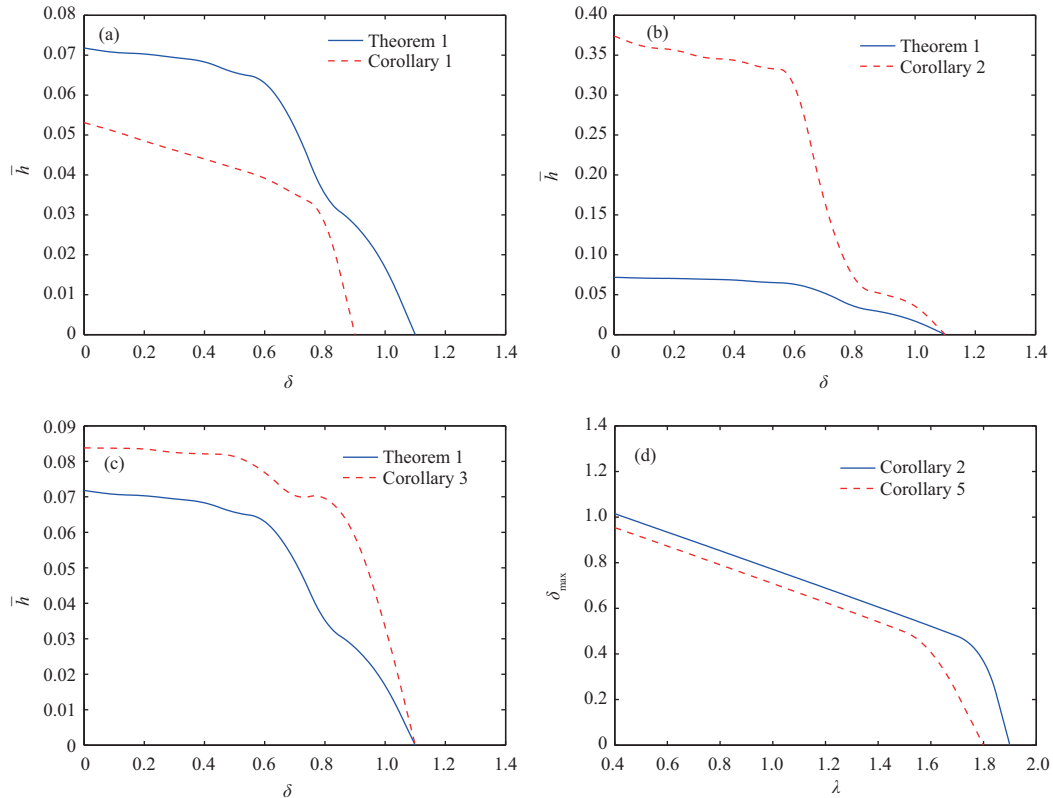 (a)
Theorem 1
Corollary 1
0.08
0.07
0.06
0.05
0.04
0.03
0.02
0.01
0
h̅
0 0.2 0.4 0.6 0.8 1.0 1.2 1.4
δ
(b)
Theorem 1
Corollary 2
0.40
0.35
0.30
0.25
0.20
0.15
0.10
0.05
0
h̅
0 0.2 0.4 0.6 0.8 1.0 1.2 1.4
δ
(c)
Theorem 1
Corollary 3
0.09
0.08
0.07
0.06
0.05
0.04
0.03
0.02
0.01
0
h̅
0 0.2 0.4 0.6 0.8 1.0 1.2 1.4
δ
(d)
Corollary 2
Corollary 5
1.4
1.2
1.0
0.8
0.6
0.4
0.2
0
δmax
0.4 0.6 0.8 1.0 1.2 1.4 1.6 1.8 2.0
λ